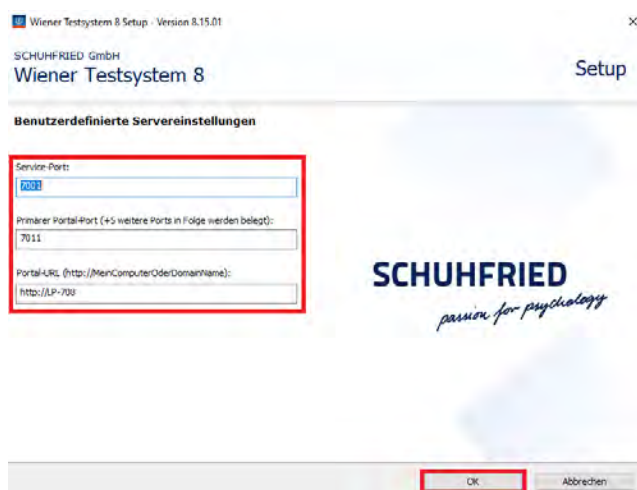 Wiener Testsystem 8 Setup - Version 8.15.01
SCHUHFRIED GmbH
Wiener Testsystem 8
Setup
Benutzerdefinierte Servereinstellungen
Service-Port:
7001
Primärer Portal-Port (+5 weitere Ports in Folge werden belegt):
7011
Portal-URL (http://MeinComputerOderDomainName):
http://LP-708
SCHUHFRIED
passion for psychology
OK
Abbrechen